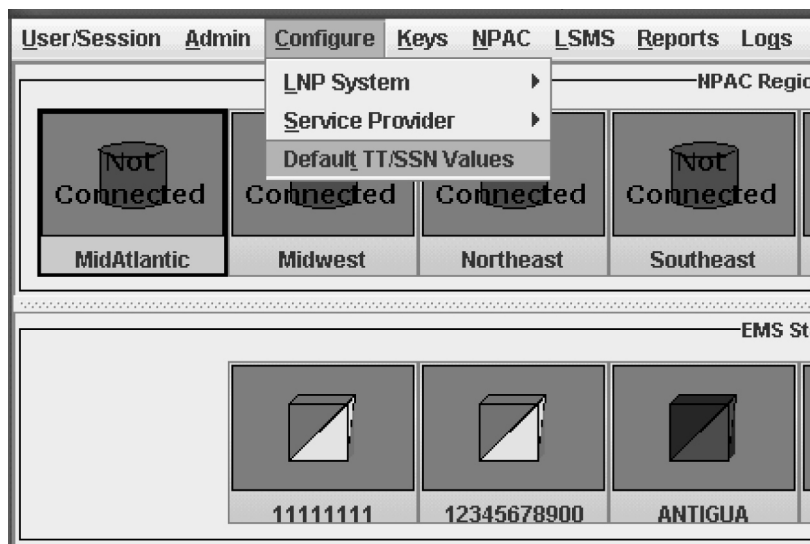 User/Session Admin Configure Keys NPAC LSMS Reports Logs
LNP System
Service Provider
Default TT/SSN Values
NPAC Regio
Not Connected
Connected
Connected
Not Connected
MidAtlantic Midwest Northeast Southeast
EMS St
11111111 12345678900 ANTIGUA